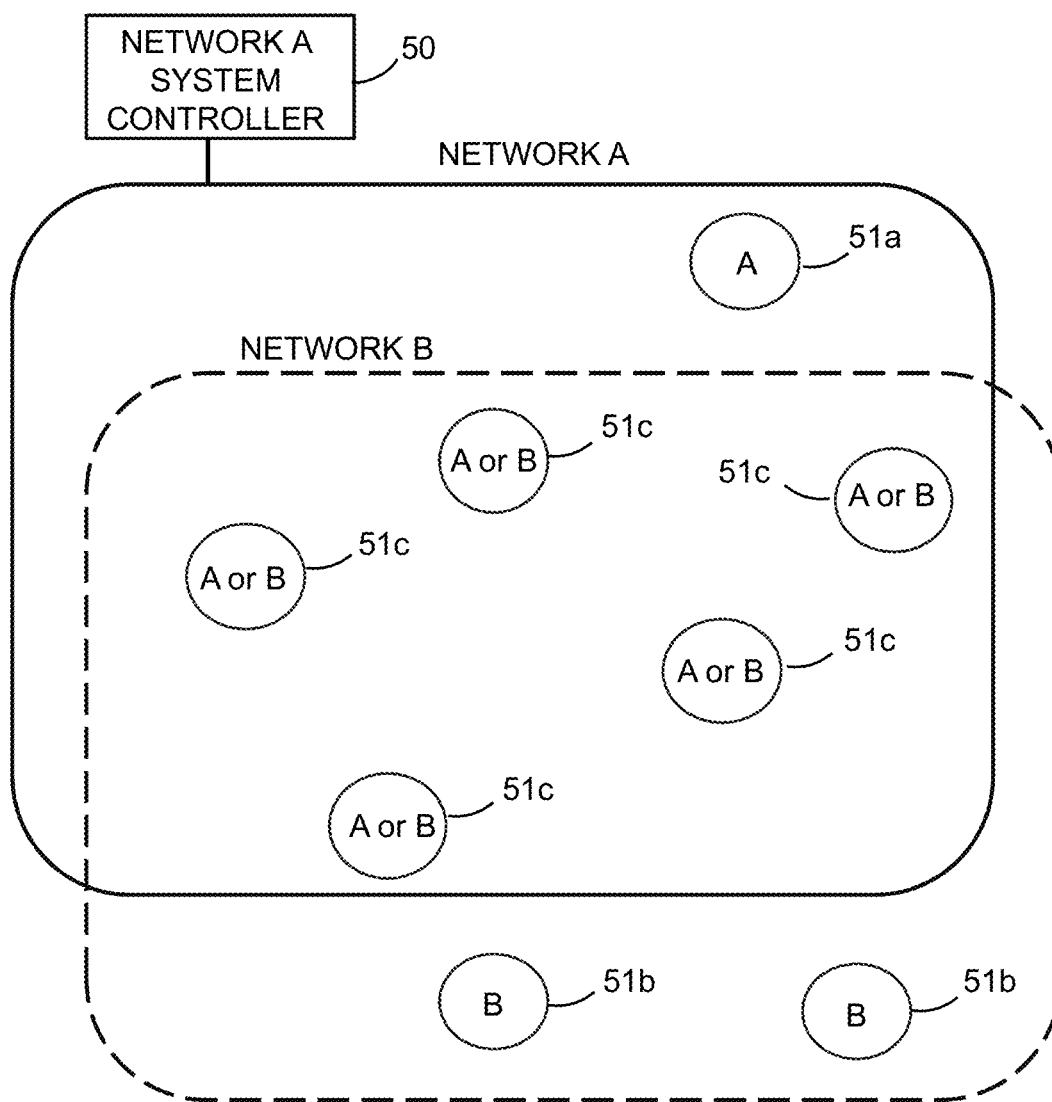 NETWORK A
SYSTEM
CONTROLLER
50
NETWORK A
A
51a
NETWORK B
A or B
51c
51c
A or B
A or B
51c
A or B
51c
A or B
51c
B
51b
B
51b